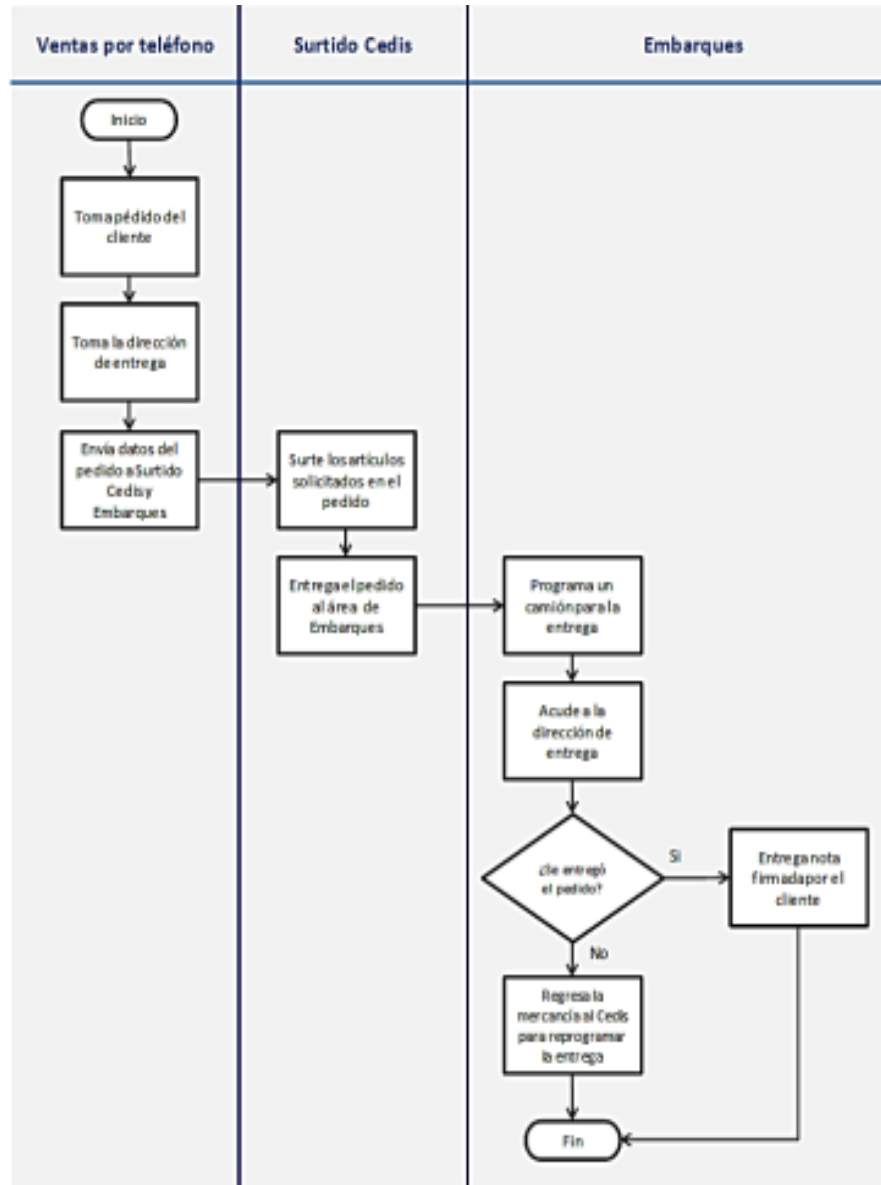 Ventas por teléfono
Surtido Cedis
Embarques
Inicio
Toma pédido del
cliente
Toma la dirección
de entrega
Envía datos del
pedido a Surtido
Cedis y
Embarques
Surte los artículos
solicitados en el
pedido
Entrega el pedido
al área de
Embarques
Programa un
camión para la
entrega
Acude a la
dirección de
entrega
¿Se entregó
el pedido?
Si
Entrega nota
firmada por el
cliente
No
Regresa la
mercancía al Cedis
para reprogramar
la entrega
Fin